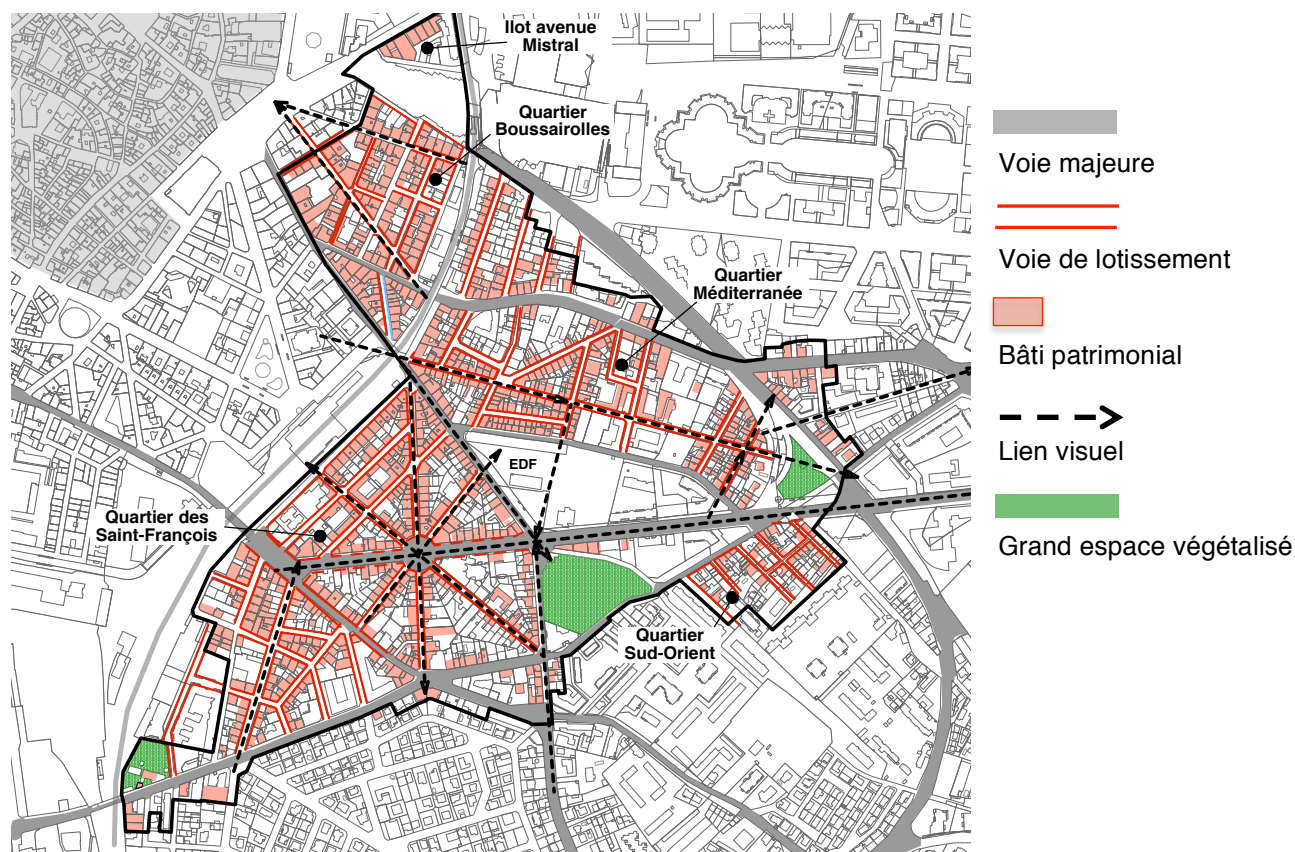 Ilot avenue
Mistral
Quartier
Boussairolles
Quartier
Méditerranée
EDF
Quartier des
Saint-François
Quartier
Sud-Orient
Voie majeure
Voie de lotissement
Bâti patrimonial
Lien visuel
Grand espace végétalisé